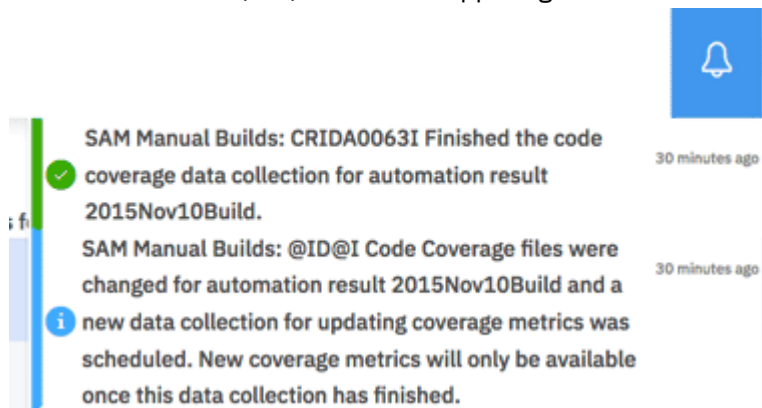 SAM Manual Builds: CRIDA0063I Finished the code
30 minutes ago
coverage data collection for automation result
2015Nov10Build.
SAM Manual Builds: @ID@I Code Coverage files were
30 minutes ago
changed for automation result 2015Nov10Build and a
new data collection for updating coverage metrics was
scheduled. New coverage metrics will only be available
once this data collection has finished.